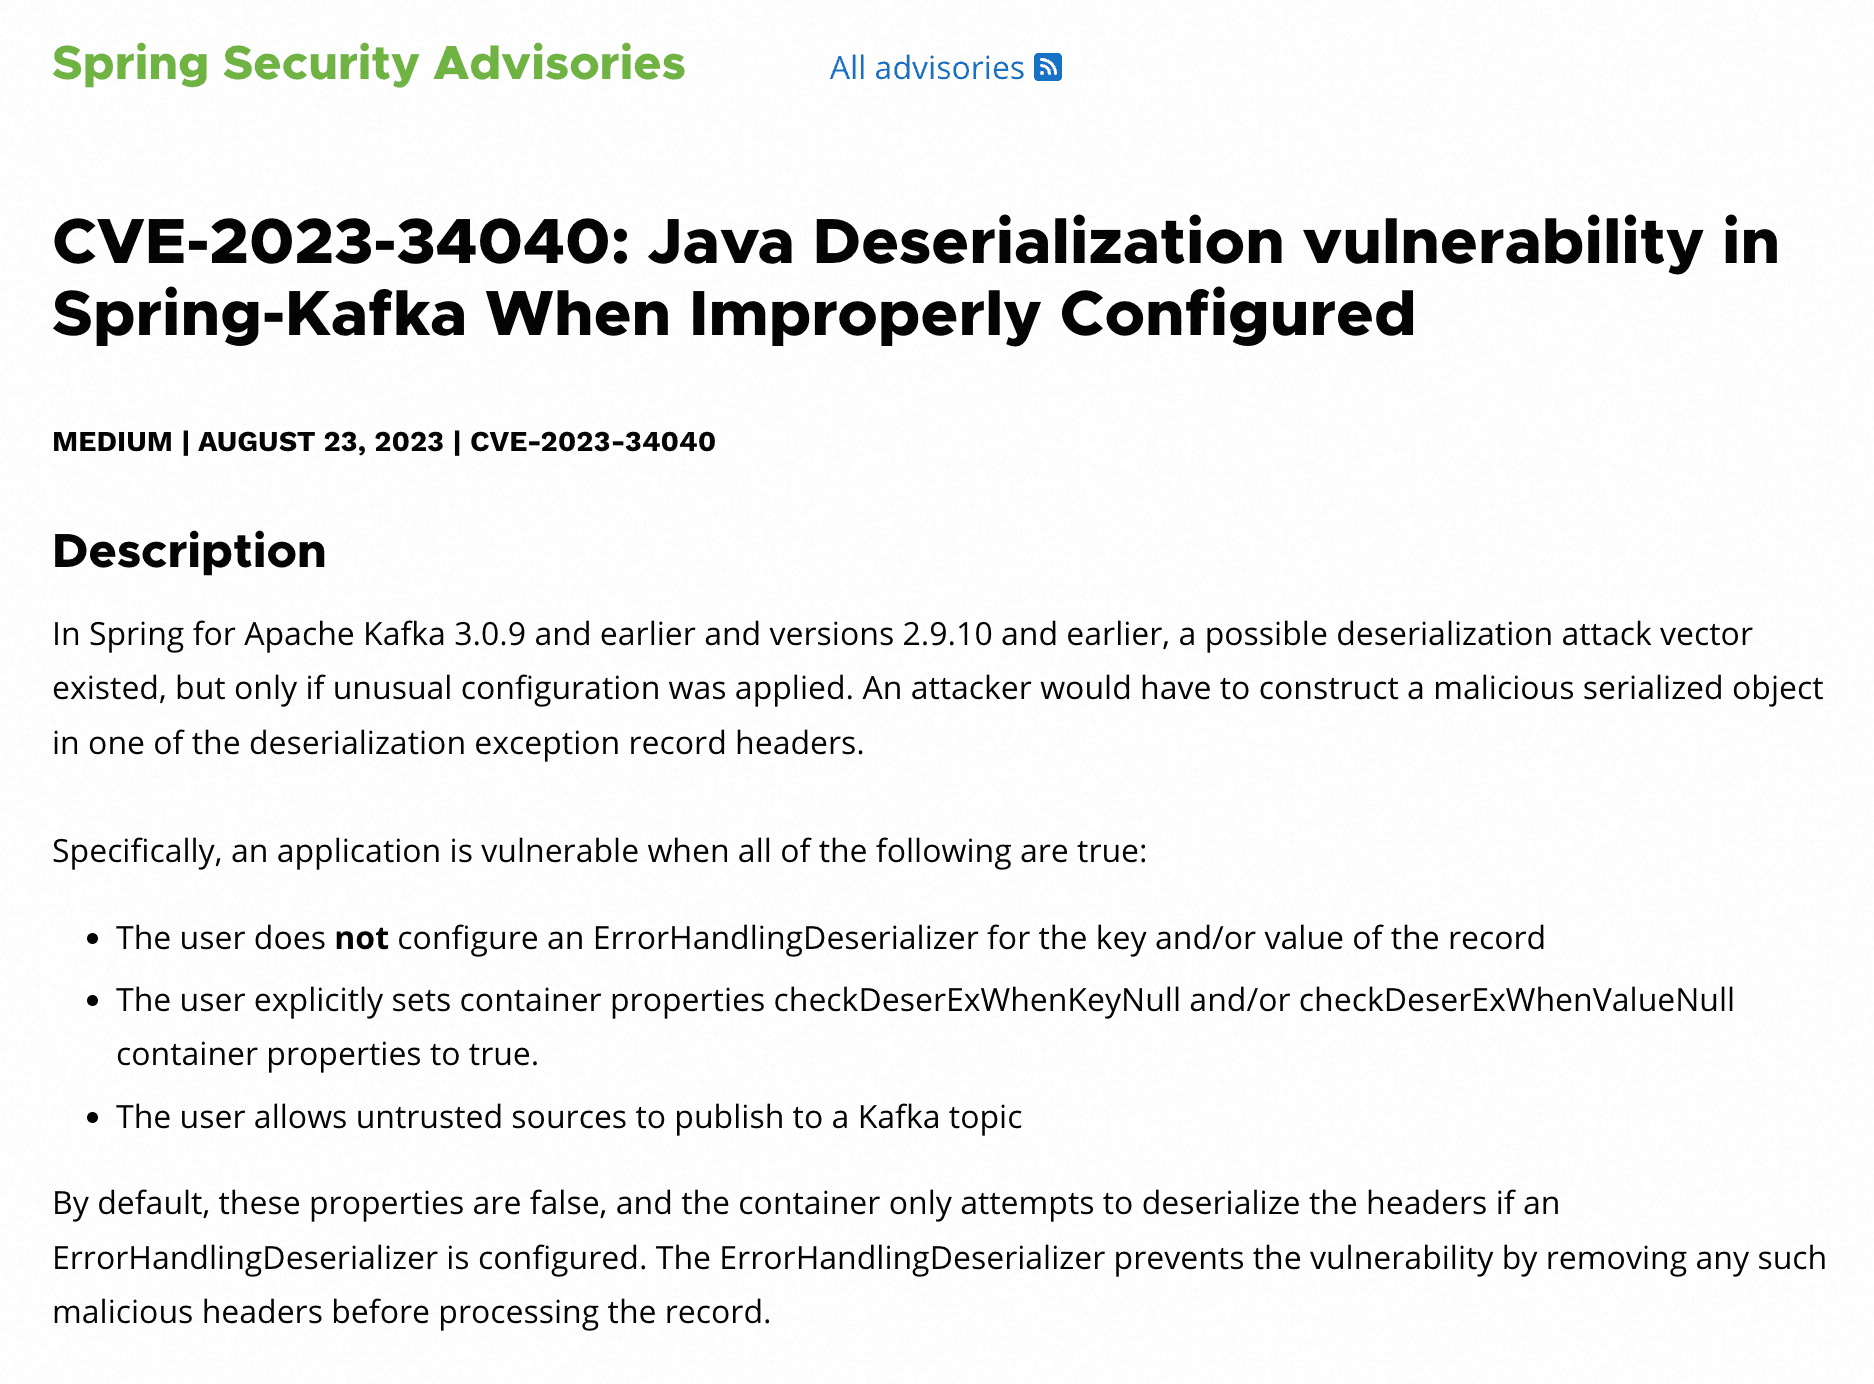 Spring Security Advisories
All advisories
CVE-2023-34040: Java Deserialization vulnerability in
Spring-Kafka When Improperly Configured
MEDIUM | AUGUST 23, 2023 | CVE-2023-34040
Description
In Spring for Apache Kafka 3.0.9 and earlier and versions 2.9.10 and earlier, a possible deserialization attack vector
existed, but only if unusual configuration was applied. An attacker would have to construct a malicious serialized object
in one of the deserialization exception record headers.
Specifically, an application is vulnerable when all of the following are true:
• The user does not configure an ErrorHandlingDeserializer for the key and/or value of the record
• The user explicitly sets container properties checkDeserExWhenKeyNull and/or checkDeserExWhenValueNull
container properties to true.
• The user allows untrusted sources to publish to a Kafka topic
By default, these properties are false, and the container only attempts to deserialize the headers if an
ErrorHandlingDeserializer is configured. The ErrorHandlingDeserializer prevents the vulnerability by removing any such
malicious headers before processing the record.